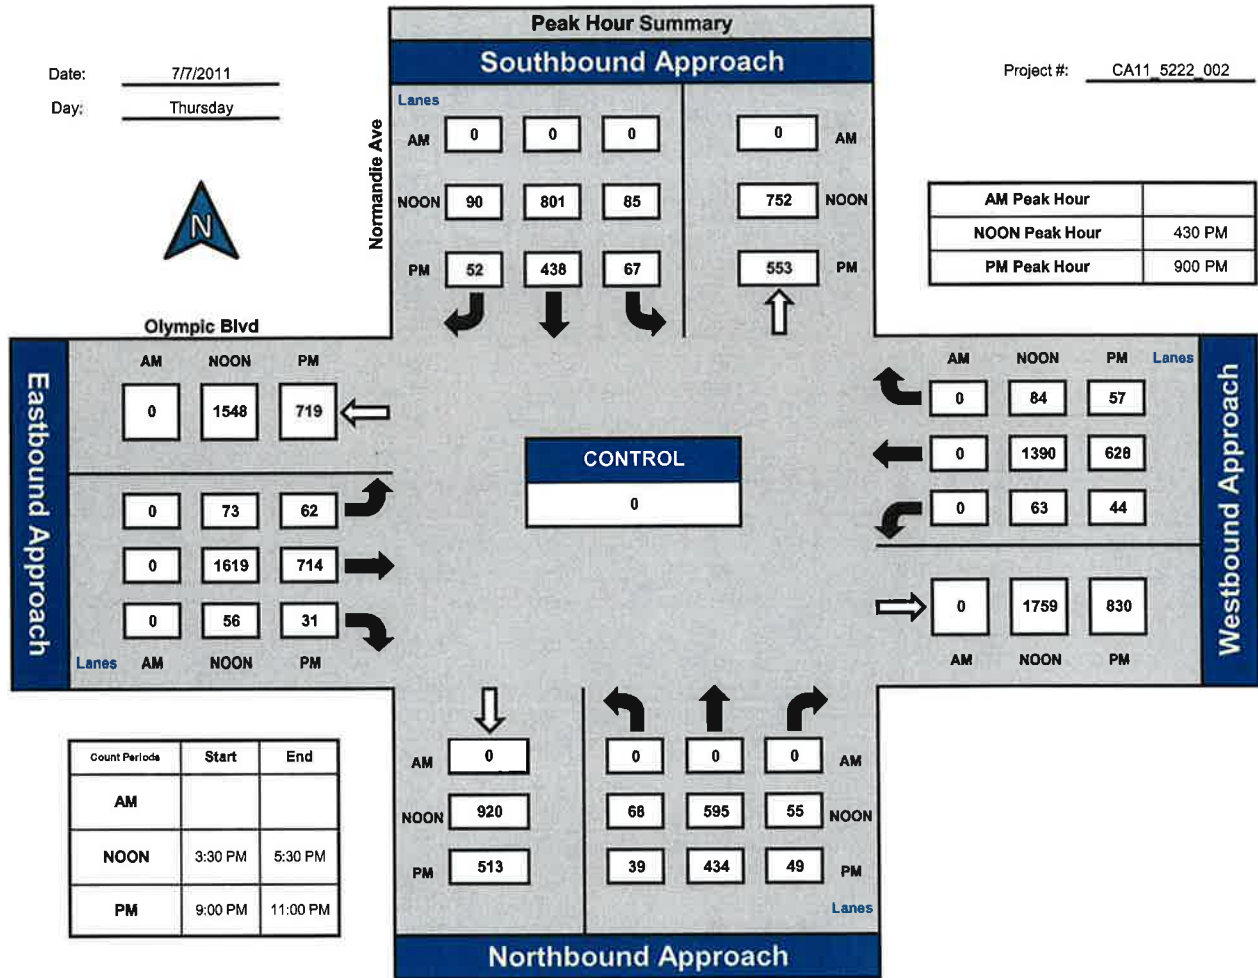 Peak Hour Summary
Southbound Approach
Date: 7/7/2011
Day: Thursday
Project #: CA11_5222_002
N
Normandie Ave
Lanes
AM 0 0 0 0 AM
NOON 90 801 85 752 NOON
PM 52 438 67 553 PM
AM Peak Hour
NOON Peak Hour 430 PM
PM Peak Hour 900 PM
Olympic Blvd
Eastbound Approach
AM NOON PM
0 1548 719
0 73 62
0 1619 714
0 56 31
Lanes AM NOON PM
CONTROL
0
AM NOON PM Lanes
0 84 57
0 1390 628
0 63 44
0 1759 830
AM NOON PM
Westbound Approach
Count Periods Start End
AM
NOON 3:30 PM 5:30 PM
PM 9:00 PM 11:00 PM
AM 0 0 0 0 AM
NOON 920 68 595 55 NOON
PM 513 39 434 49 PM
Lanes
Northbound Approach